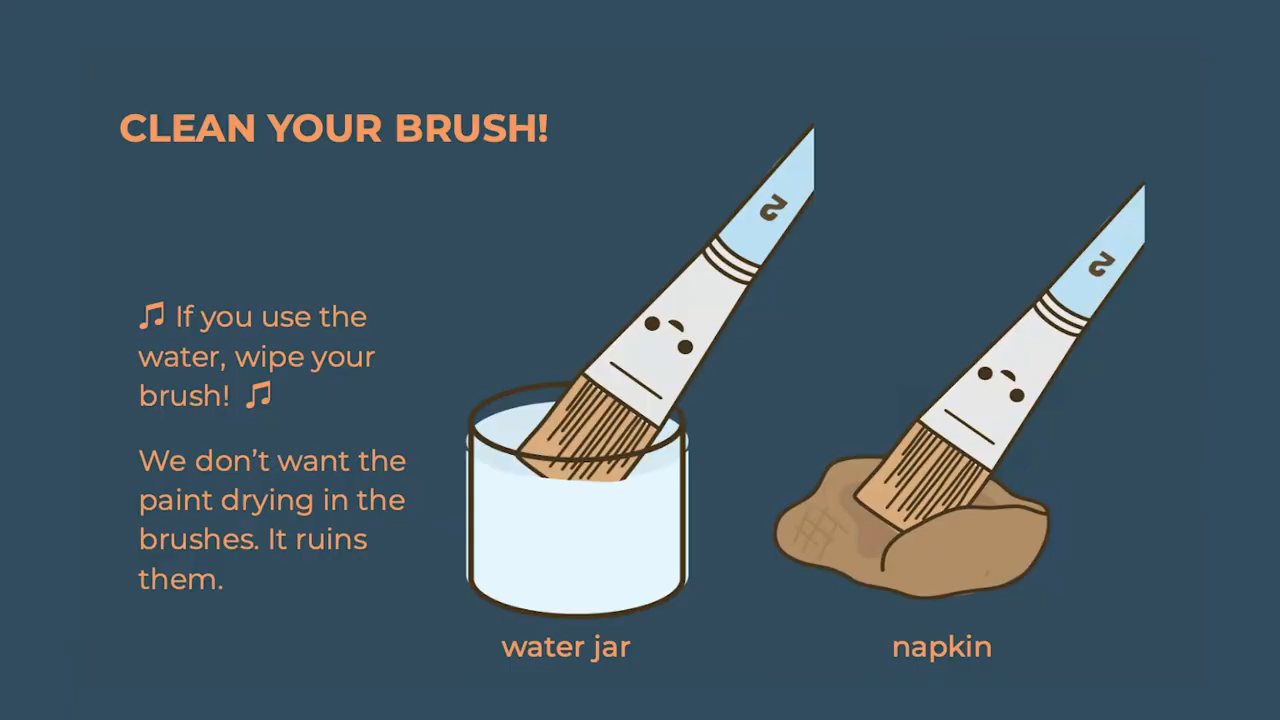 CLEAN YOUR BRUSH!
2
2
♫ If you use the
water, wipe your
brush! ♫
We don't want the
paint drying in the
brushes. It ruins
them.
water jar
napkin